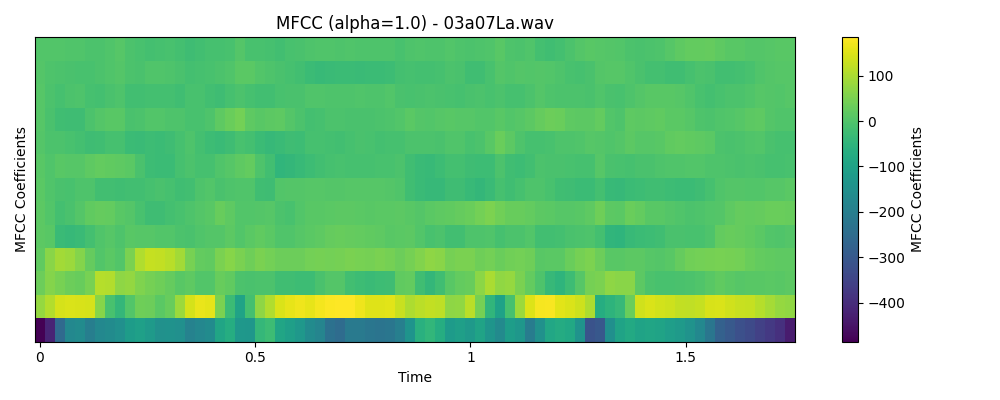 MFCC (alpha=1.0) - 03a07La.wav
MFCC Coefficients
0
0.5
1
1.5
Time
100
0
−100
−200
−300
−400
MFCC Coefficients